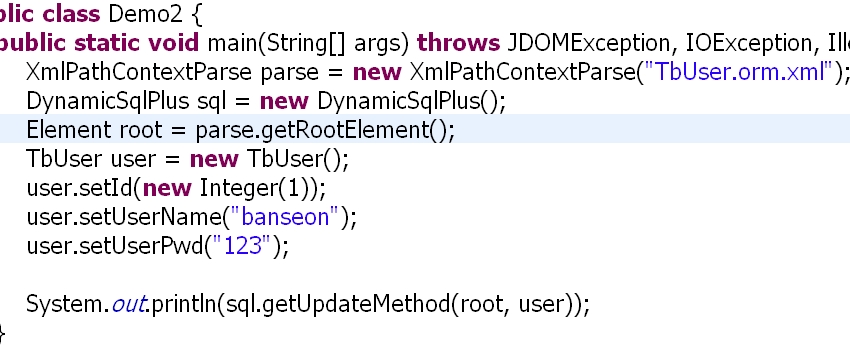 blic class Demo2 {
public static void main(String[] args) throws JDOMException, IOException, Ille
XmlPathContextParse parse = new XmlPathContextParse("TbUser.orm.xml");
DynamicSqlPlus sql = new DynamicSqlPlus();
Element root = parse.getRootElement();
TbUser user = new TbUser();
user.setId(new Integer(1));
user.setUserName("banseon");
user.setUserPwd("123");
System.out.println(sql.getUpdateMethod(root, user));
}